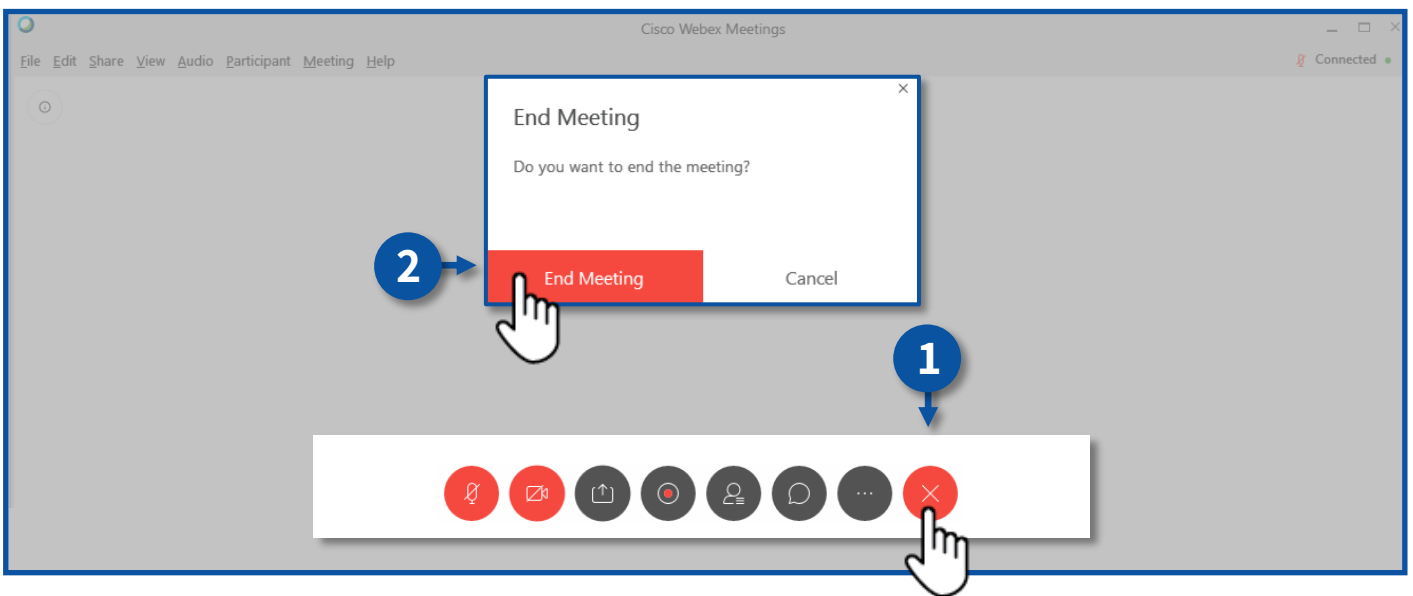 Cisco Webex Meetings
File Edit Share View Audio Participant Meeting Help
Connected
End Meeting
Do you want to end the meeting?
2
End Meeting
Cancel
1